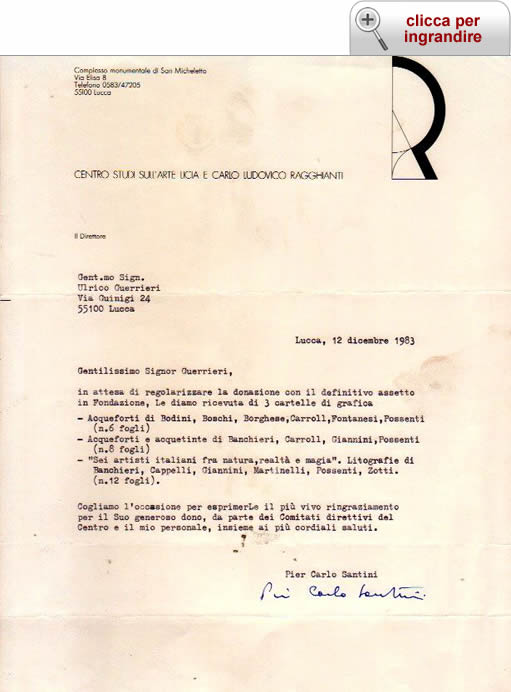 clicca per
ingrandire
Complesso monumentale di San Micheletto
Via Elisa 8
Telefono 0583/47205
55100 Lucca
R
CENTRO STUDI SULL'ARTE LICIA E CARLO LUDOVICO RAGGHIANTI
Il Direttore
Gent.mo Sign.
Ulrico Guerrieri
Via Guinigi 24
55100 Lucca
Lucca, 12 dicembre 1983
Gentilissimo Signor Guerrieri,
in attesa di regolarizzare la donazione con il definitivo assetto
in Fondazione, Le diamo ricevuta di 3 cartelle di grafica
- Acqueforti di Bodini, Boschi, Borghese,Carroll,Fontanesi,Possenti
(n.6 fogli)
- Acqueforti e acquetinte di Banchieri, Carroll, Giannini,Possenti
(n.8 fogli)
- "Sei artisti italiani fra natura,realtà e magia". Litografie di
Banchieri, Cappelli, Giannini, Martinelli, Possenti, Zotti.
(n.12 fogli).
Cogliamo l'occasione per esprimerLe il più vivo ringraziamento
per il Suo generoso dono, da parte dei Comitati direttivi del
Centro e il mio personale, insieme ai più cordiali saluti.
Pier Carlo Santini
Pier Carlo Santini